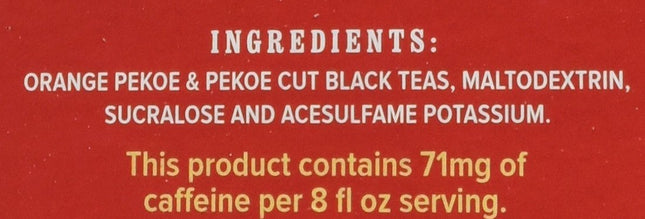 INGREDIENTS:
ORANGE PEKOE & PEKOE CUT BLACK TEAS, MALTODEXTRIN,
SUCRALOSE AND ACESULFAME POTASSIUM.
This product contains 71mg of
caffeine per 8 fl oz serving.